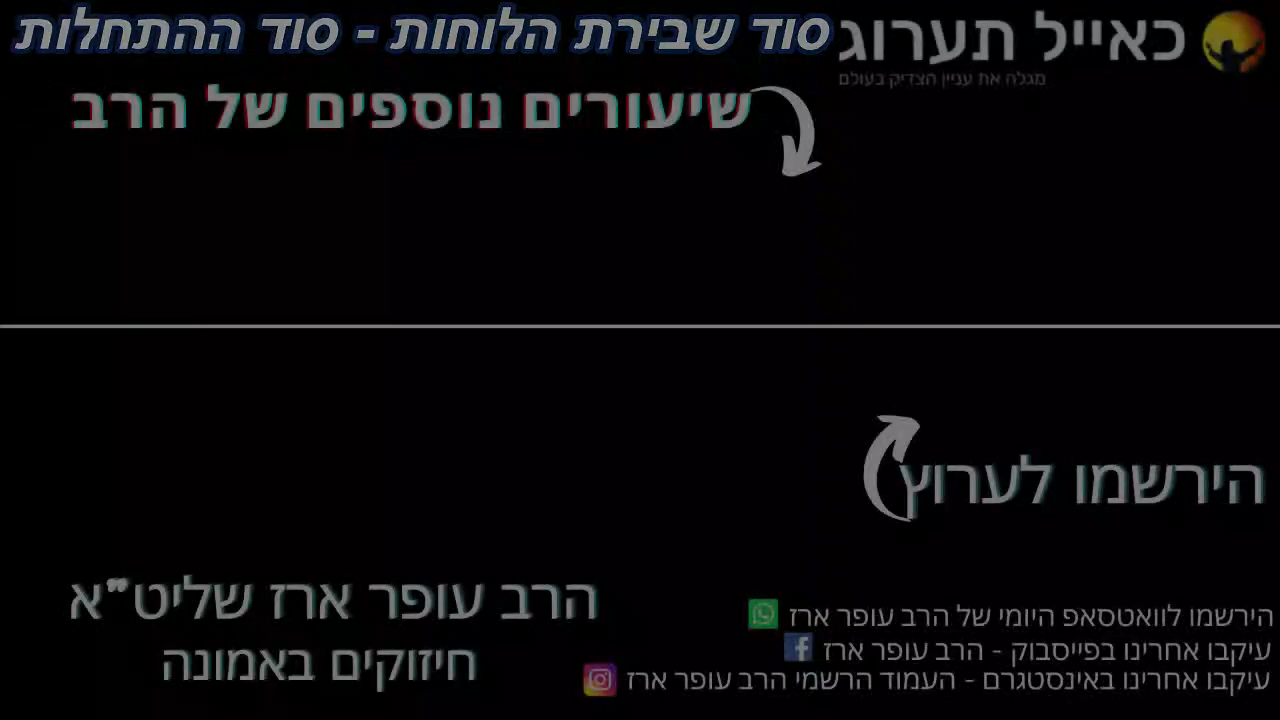 סוד שבירת הלוחות - סוד ההתחלות
כאייל תערוג
מגלה את עניין הצדיק בעולם
שיעורים נוספים של הרב
הירשמו לערוץ
הרב עופר ארז שליט"א
חיזוקים באמונה
הירשמו לוואטסאפ היומי של הרב עופר ארז
עיקבו אחרינו בפייסבוק - הרב עופר ארז
עיקבו אחרינו באינסטגרם - העמוד הרשמי הרב עופר ארז